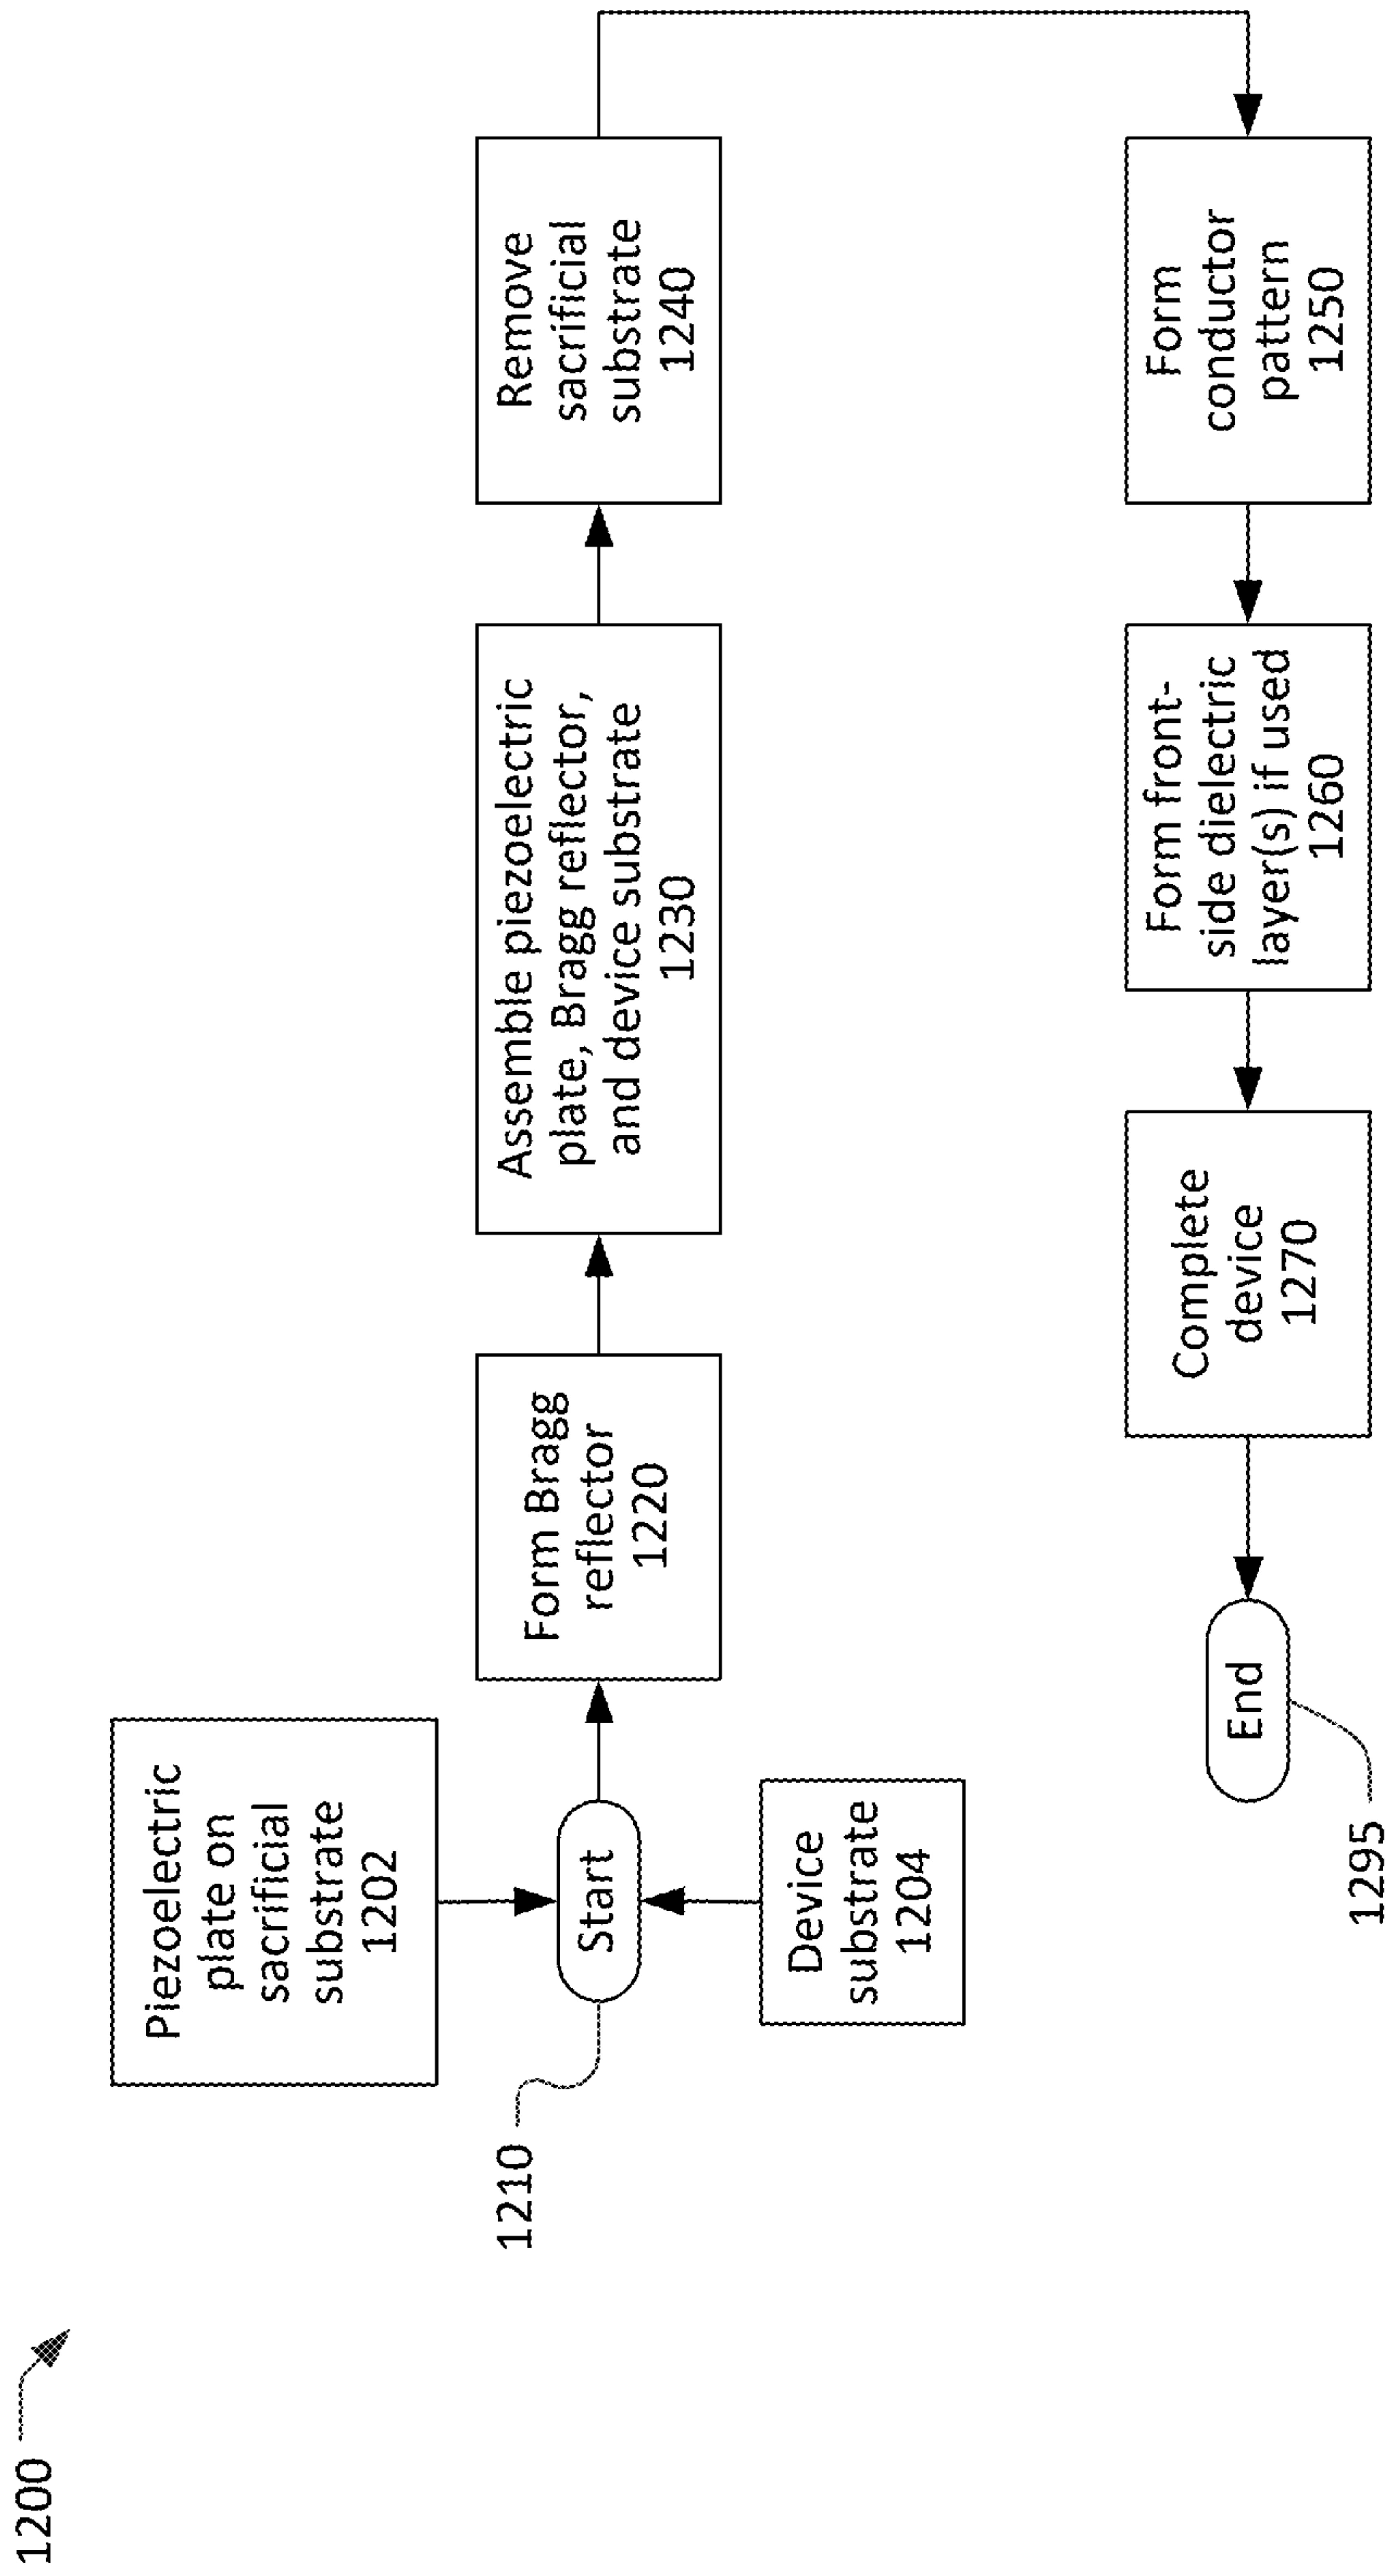 1200
Piezoelectric
plate on
sacrificial
substrate
1202
1210
Start
Device
substrate
1204
Form Bragg
reflector
1220
Assemble piezoelectric
plate, Bragg reflector,
and device substrate
1230
Remove
sacrificial
substrate
1240
Form
conductor
pattern
1250
Form front-
side dielectric
layer(s) if used
1260
Complete
device
1270
End
1295